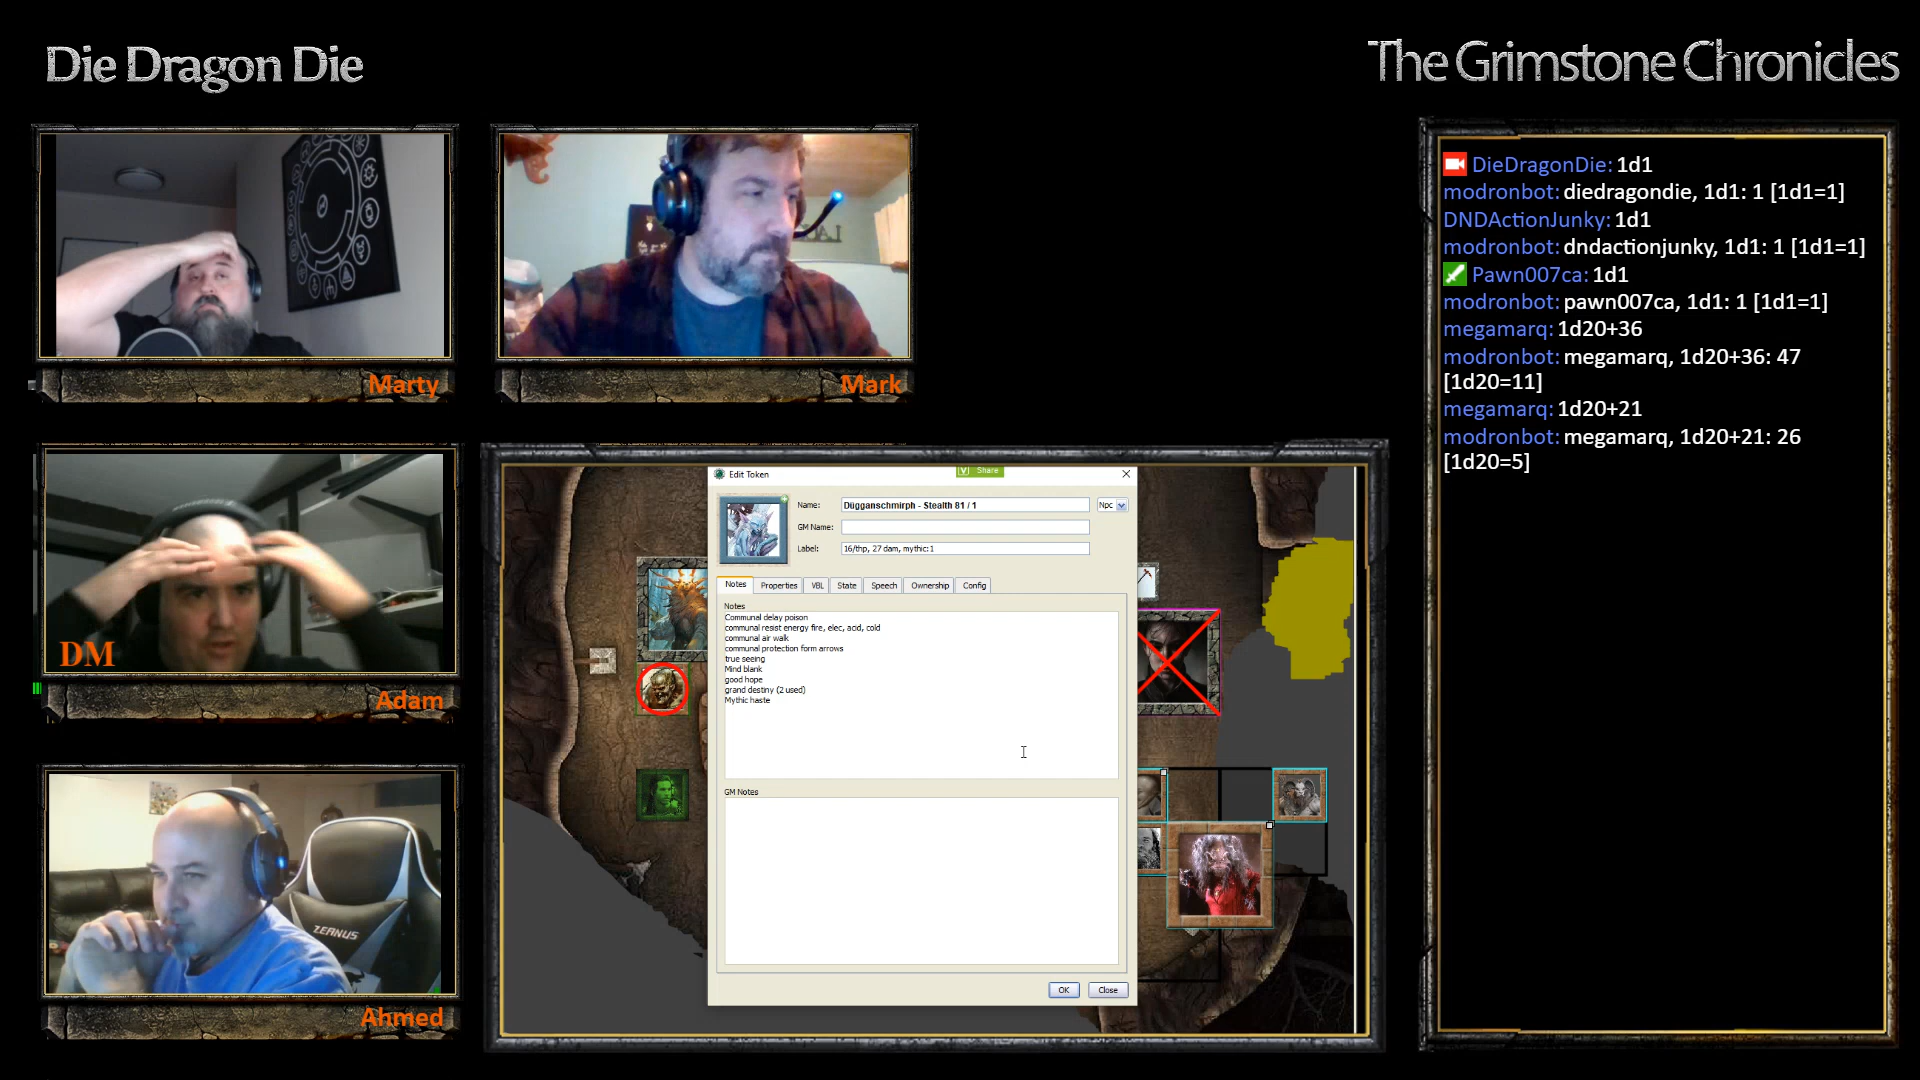 Die Dragon Die
The Grimstone Chronicles
Marty
Mark
DM
Adam
ZERNUS
Ahmed
Edit Token
Share
Name:
Dügganschmirph - Stealth 81 / 1
Npc
GM Name:
Label:
16/thp, 27 dam, mythic:1
Notes
Properties
VBL
State
Speech
Ownership
Config
Notes
Communal delay poison
communal resist energy fire, elec, acid, cold
communal air walk
communal protection form arrows
true seeing
Mind blank
good hope
grand destiny (2 used)
Mythic haste
GM Notes
OK
Close
DieDragonDie: 1d1
modronbot: diedragondie, 1d1: 1 [1d1=1]
DNDActionJunky: 1d1
modronbot: dndactionjunky, 1d1: 1 [1d1=1]
Pawn007ca: 1d1
modronbot: pawn007ca, 1d1: 1 [1d1=1]
megamarq: 1d20+36
modronbot: megamarq, 1d20+36: 47
[1d20=11]
megamarq: 1d20+21
modronbot: megamarq, 1d20+21: 26
[1d20=5]